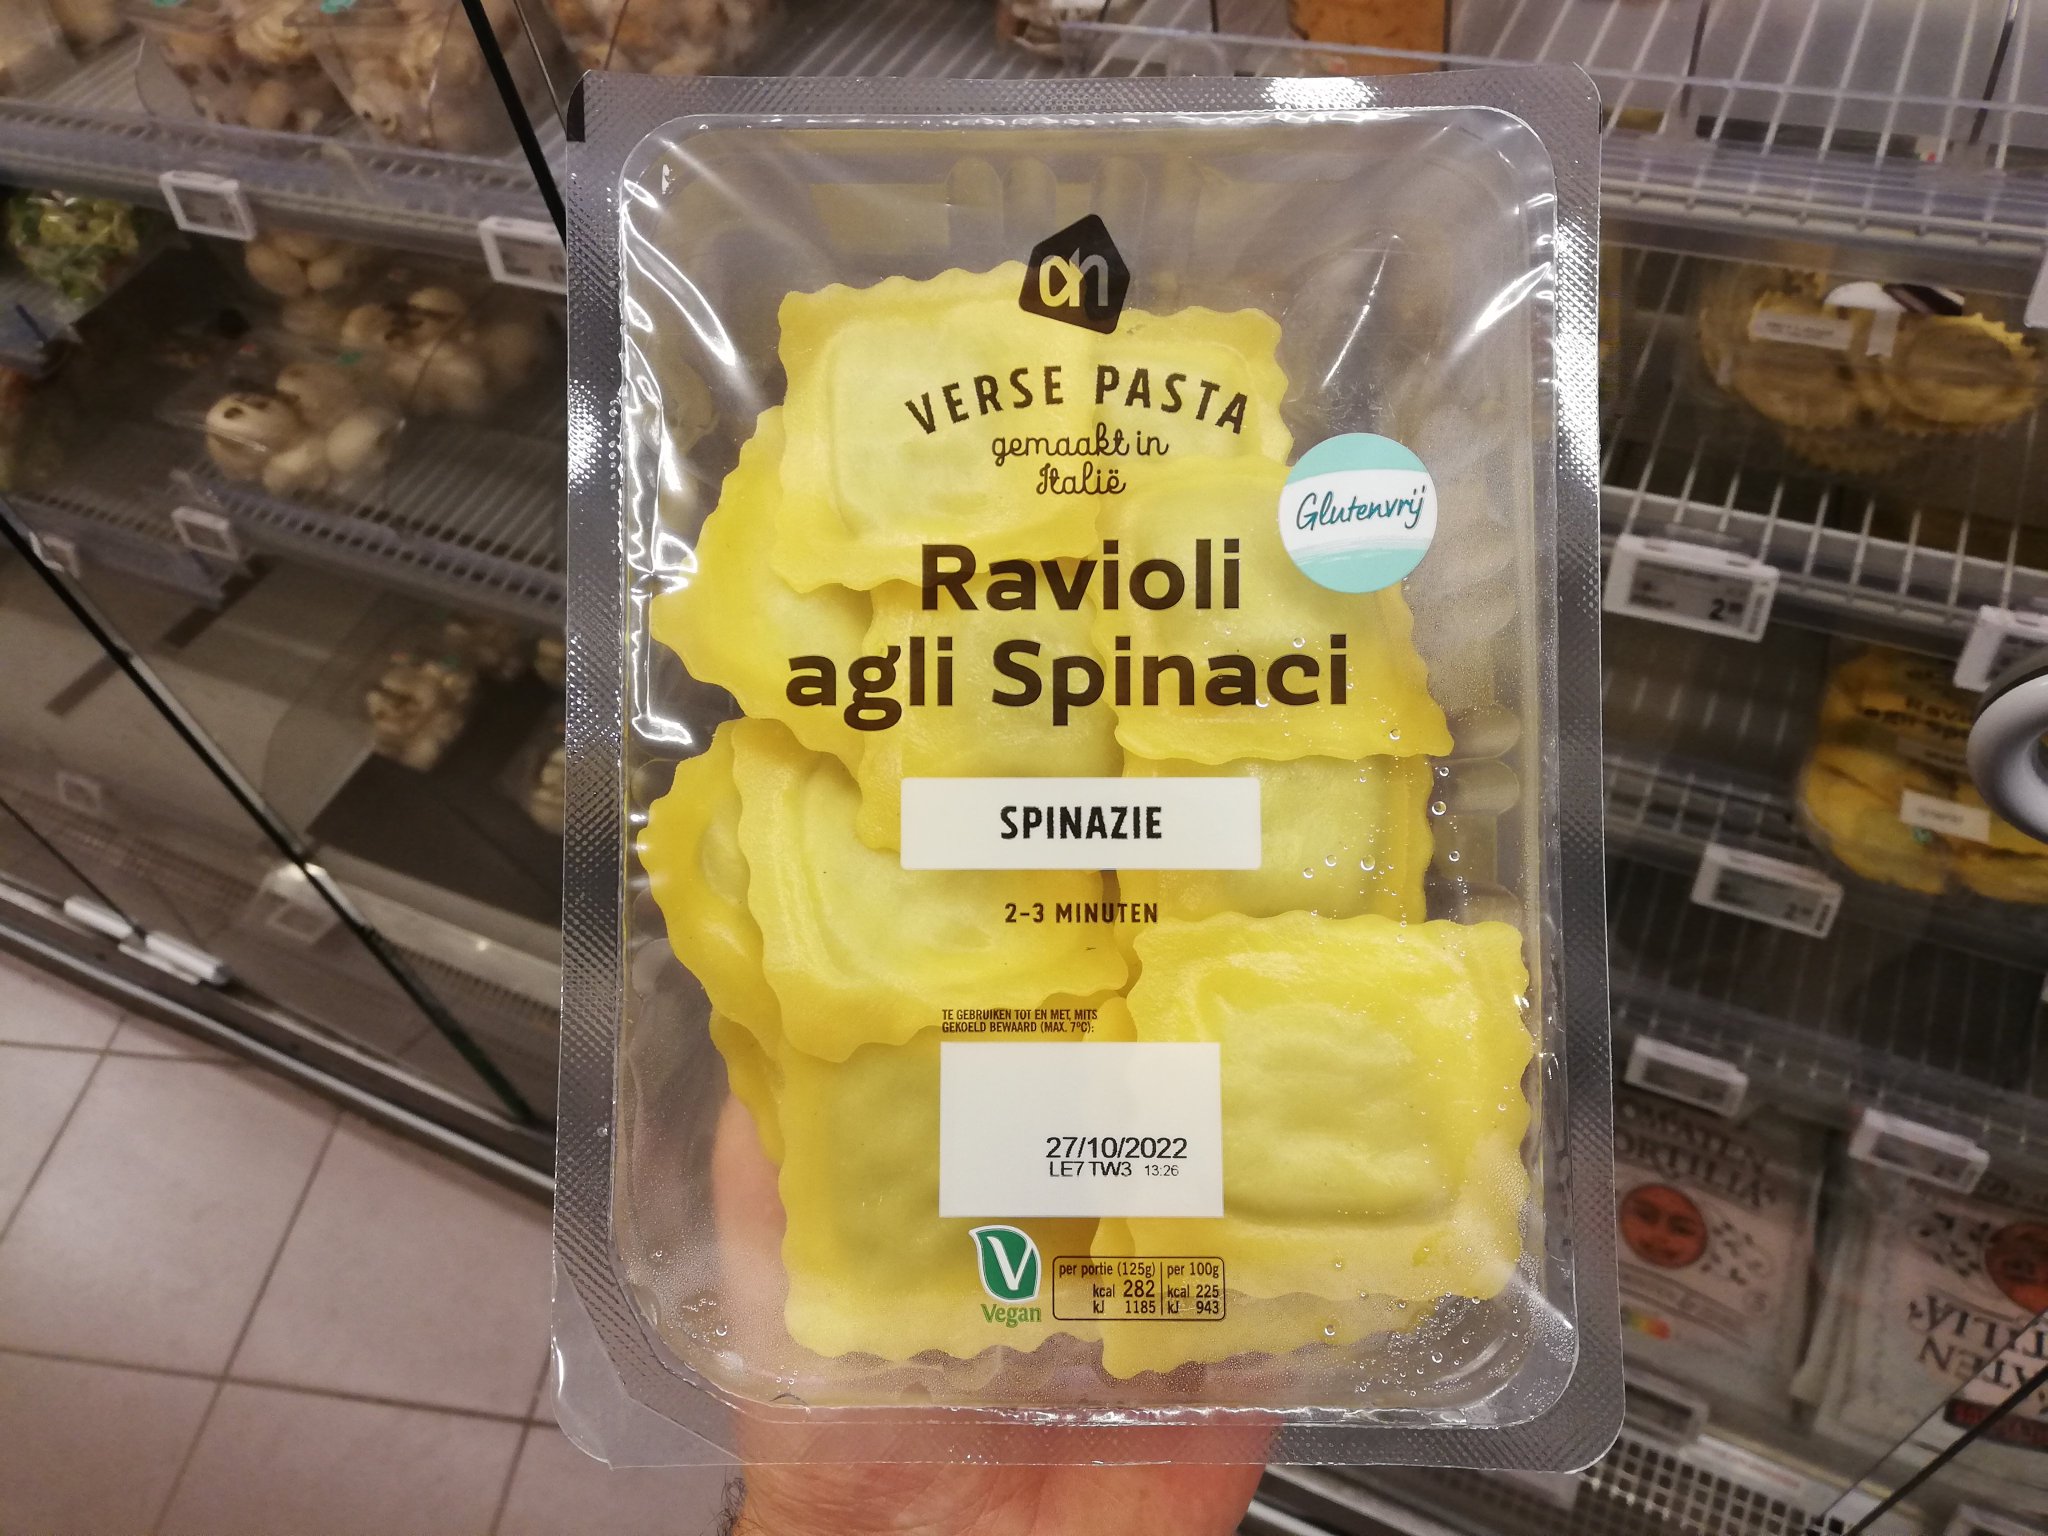 ah
VERSE PASTA
gemaakt in
Italië
Glutenvrij
Ravioli
agli Spinaci
SPINAZIE
2-3 MINUTEN
TE GEBRUIKEN TOT EN MET, MITS
GEKOELD BEWAARD (MAX. 7°C):
27/10/2022
LE7 TW3 13:26
V
Vegan
per portie (125g) per 100g
kcal 282 kcal 225
kJ 1185 kJ 943